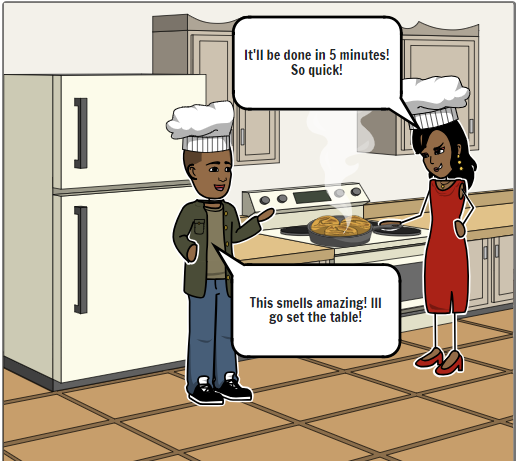 It'll be done in 5 minutes!
So quick!
This smells amazing! Ill
go set the table!